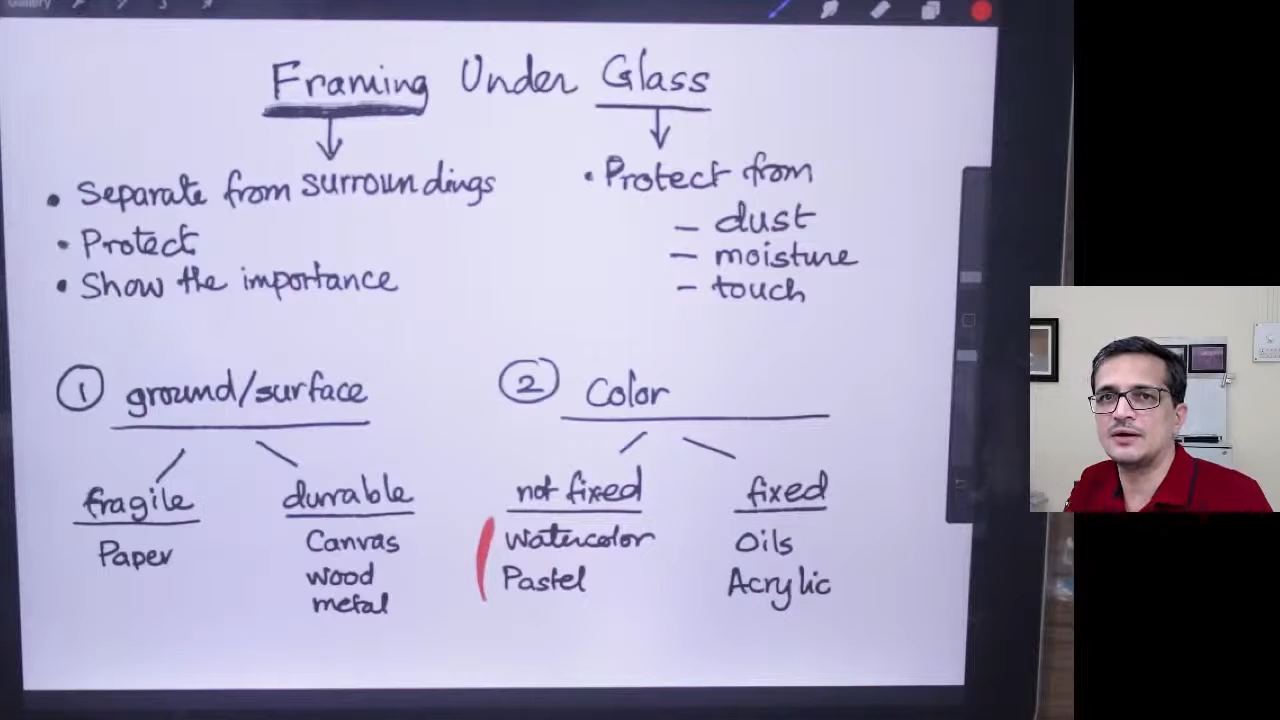 Gallery
Framing Under Glass
• Separate from surroundings
• Protect
• Show the importance
• Protect from
– dust
– moisture
– touch
① ground/surface
fragile
Paper
durable
Canvas
wood
metal
② Color
not fixed
Watercolor
Pastel
fixed
Oils
Acrylic